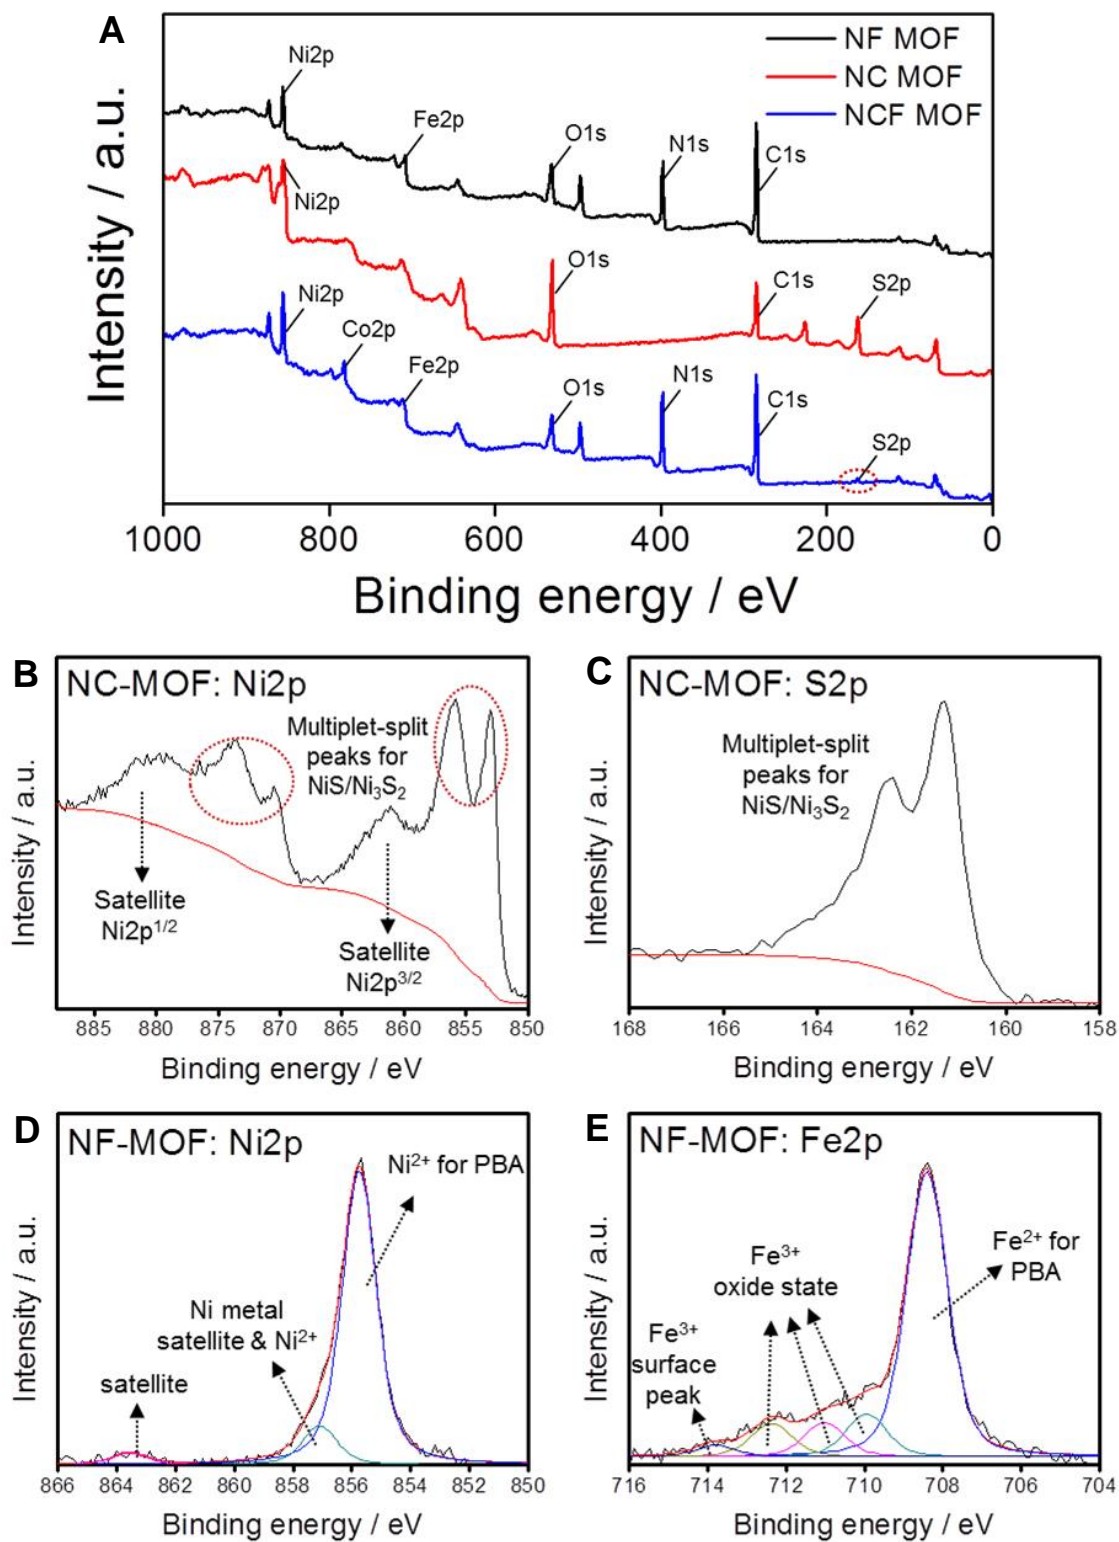 A
NF MOF
NC MOF
NCF MOF
Ni2p
Fe2p
O1s
N1s
C1s
Ni2p
O1s
C1s
S2p
Ni2p
Co2p
Fe2p
O1s
N1s
C1s
S2p
Intensity / a.u.
1000 800 600 400 200 0
Binding energy / eV
B
NC-MOF: Ni2p
Multiplet-split
peaks for
NiS/Ni₃S₂
Satellite
Ni2p¹/²
Satellite
Ni2p³/²
Intensity / a.u.
885 880 875 870 865 860 855 850
Binding energy / eV
C
NC-MOF: S2p
Multiplet-split
peaks for
NiS/Ni₃S₂
Intensity / a.u.
168 166 164 162 160 158
Binding energy / eV
D
NF-MOF: Ni2p
Ni²⁺ for PBA
Ni metal
satellite & Ni²⁺
satellite
Intensity / a.u.
866 864 862 860 858 856 854 852 850
Binding energy / eV
E
NF-MOF: Fe2p
Fe²⁺ for
PBA
Fe³⁺
oxide state
Fe³⁺
surface
peak
Intensity / a.u.
716 714 712 710 708 706 704
Binding energy / eV